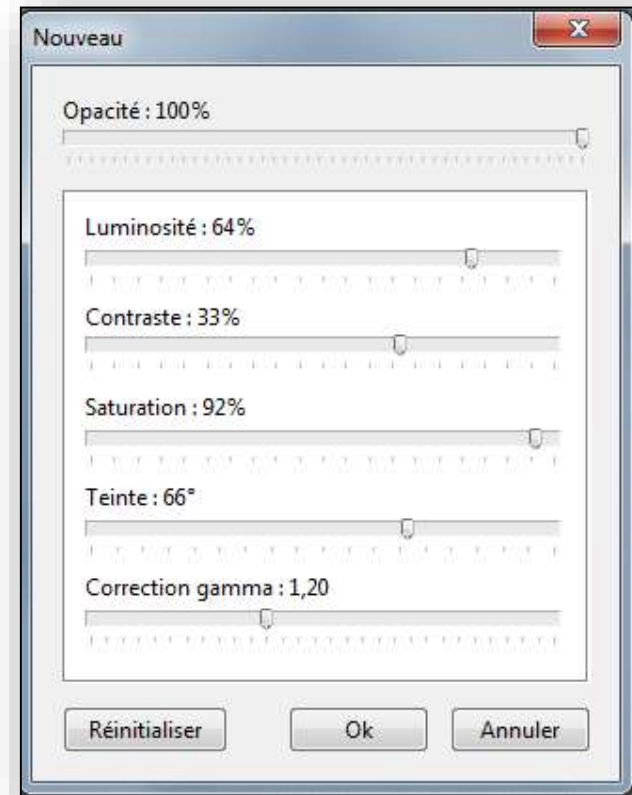 Nouveau
Opacité : 100%
Luminosité : 64%
Contraste : 33%
Saturation : 92%
Teinte : 66°
Correction gamma : 1,20
Réinitialiser Ok Annuler